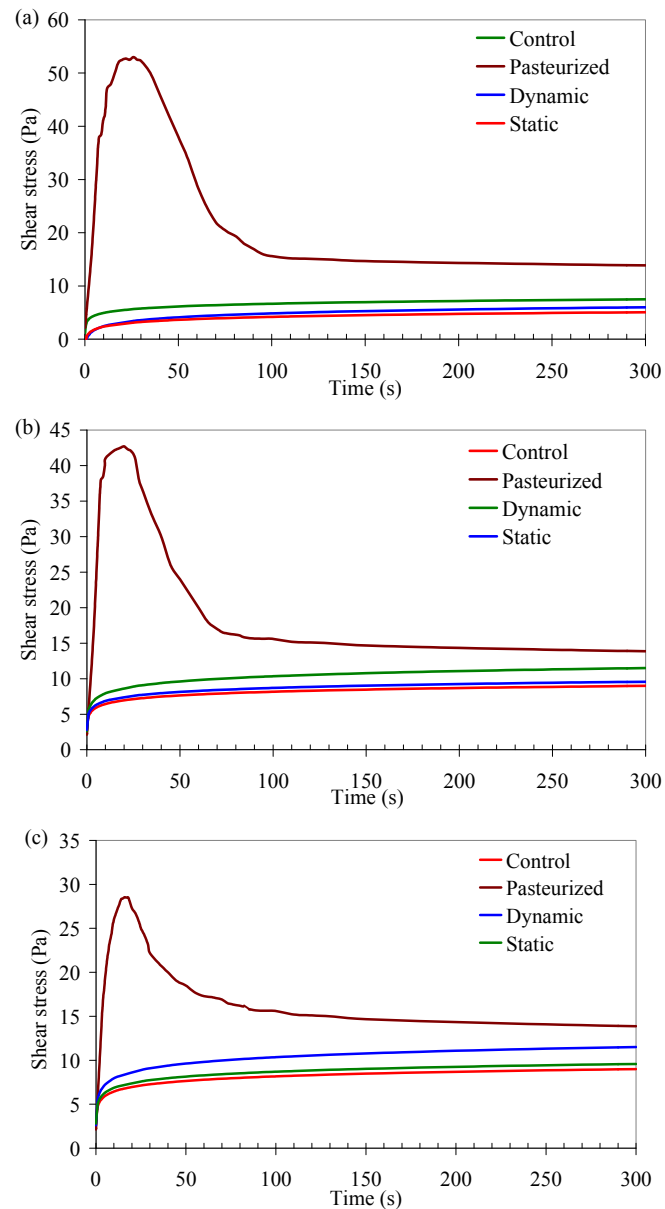 (a)
60
50
40
30
20
10
0
Shear stress (Pa)
Control
Pasteurized
Dynamic
Static
0 50 100 150 200 250 300
Time (s)
(b)
45
40
35
30
25
20
15
10
5
0
Shear stress (Pa)
Control
Pasteurized
Dynamic
Static
0 50 100 150 200 250 300
Time (s)
(c)
35
30
25
20
15
10
5
0
Shear stress (Pa)
Control
Pasteurized
Dynamic
Static
0 50 100 150 200 250 300
Time (s)